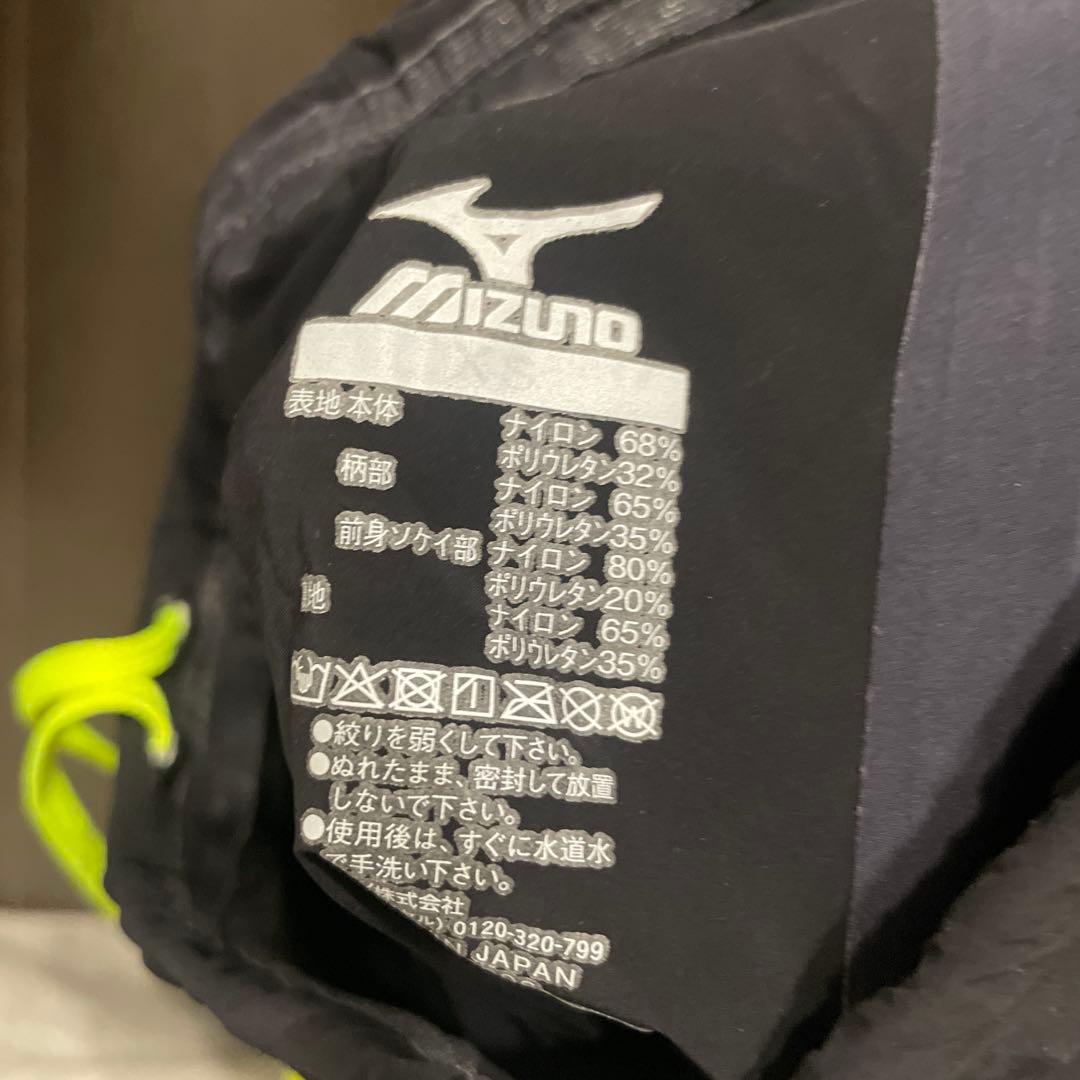 MIZUNO
表地 本体 ナイロン 68%
ポリウレタン32%
柄部 ナイロン 65%
ポリウレタン35%
前身ソケイ部 ナイロン 80%
ポリウレタン20%
地 ナイロン 65%
ポリウレタン35%
●絞りを弱くして下さい。
●ぬれたまま、密封して放置
しないで下さい。
●使用後は、すぐに水道水
で手洗い下さい。
株式会社
0120-320-799
JAPAN